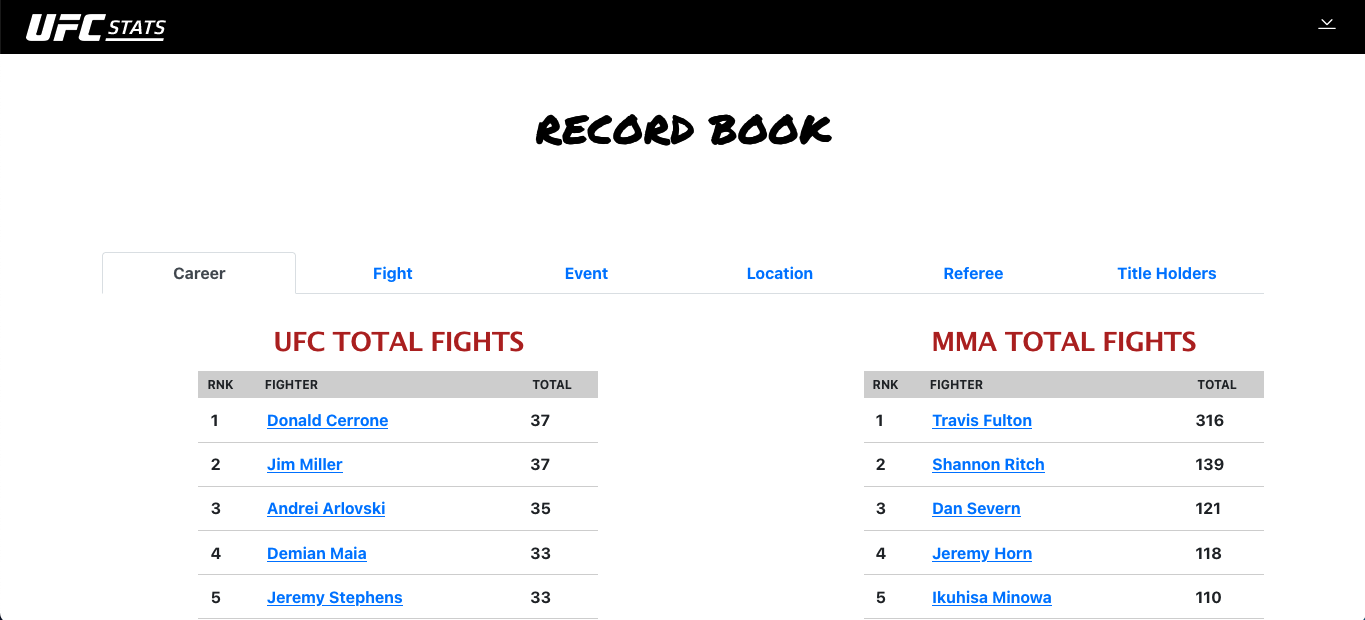 UFC STATS
RECORD BOOK
Career Fight Event Location Referee Title Holders
UFC TOTAL FIGHTS
RNK FIGHTER TOTAL
1 Donald Cerrone 37
2 Jim Miller 37
3 Andrei Arlovski 35
4 Demian Maia 33
5 Jeremy Stephens 33
MMA TOTAL FIGHTS
RNK FIGHTER TOTAL
1 Travis Fulton 316
2 Shannon Ritch 139
3 Dan Severn 121
4 Jeremy Horn 118
5 Ikuhisa Minowa 110